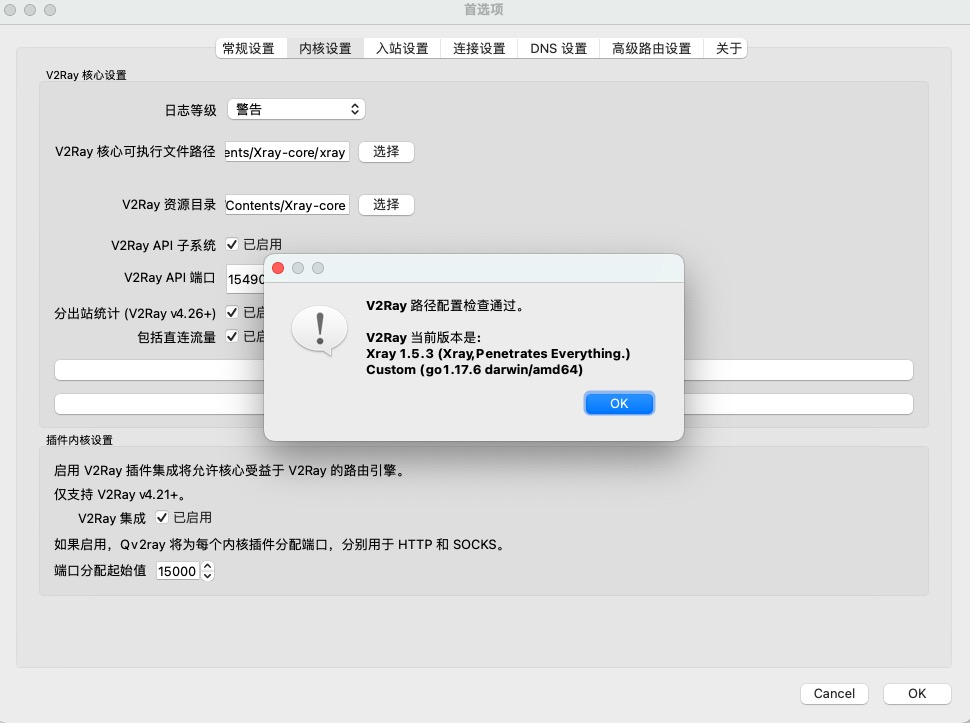 首选项
常规设置 内核设置 入站设置 连接设置 DNS 设置 高级路由设置 关于
V2Ray 核心设置
日志等级 警告
V2Ray 核心可执行文件路径 ents/Xray-core/xray 选择
V2Ray 资源目录 Contents/Xray-core 选择
V2Ray API 子系统 已启用
V2Ray API 端口 15490
分出站统计 (V2Ray v4.26+) 已启
包括直连流量 已启
V2Ray 路径配置检查通过。
V2Ray 当前版本是:
Xray 1.5.3 (Xray,Penetrates Everything.)
Custom (go1.17.6 darwin/amd64)
OK
插件内核设置
启用 V2Ray 插件集成将允许核心受益于 V2Ray 的路由引擎。
仅支持 V2Ray v4.21+。
V2Ray 集成 已启用
如果启用，Qv2ray 将为每个内核插件分配端口，分别用于 HTTP 和 SOCKS。
端口分配起始值 15000
Cancel OK